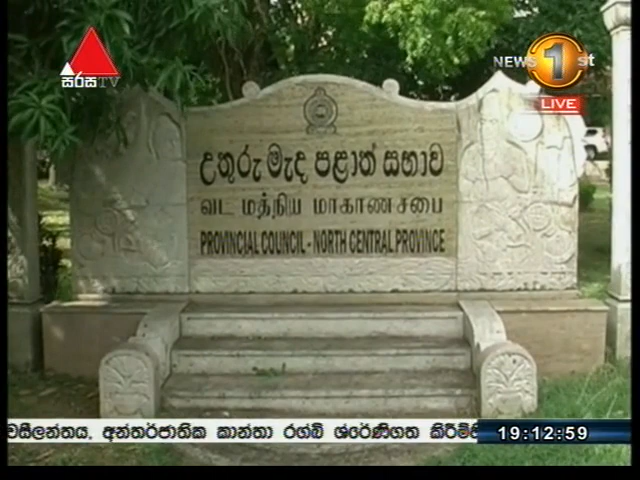 සිරස TV
NEWS 1st
LIVE
උතුරු මැද පළාත් සභාව
வட மத்திய மாகாண சபை
PROVINCIAL COUNCIL - NORTH CENTRAL PROVINCE
වසීලන්තය, අන්තර්ජාතික කාන්තා රග්බි ශ්රේණිගත කිරීම්
19:12:59